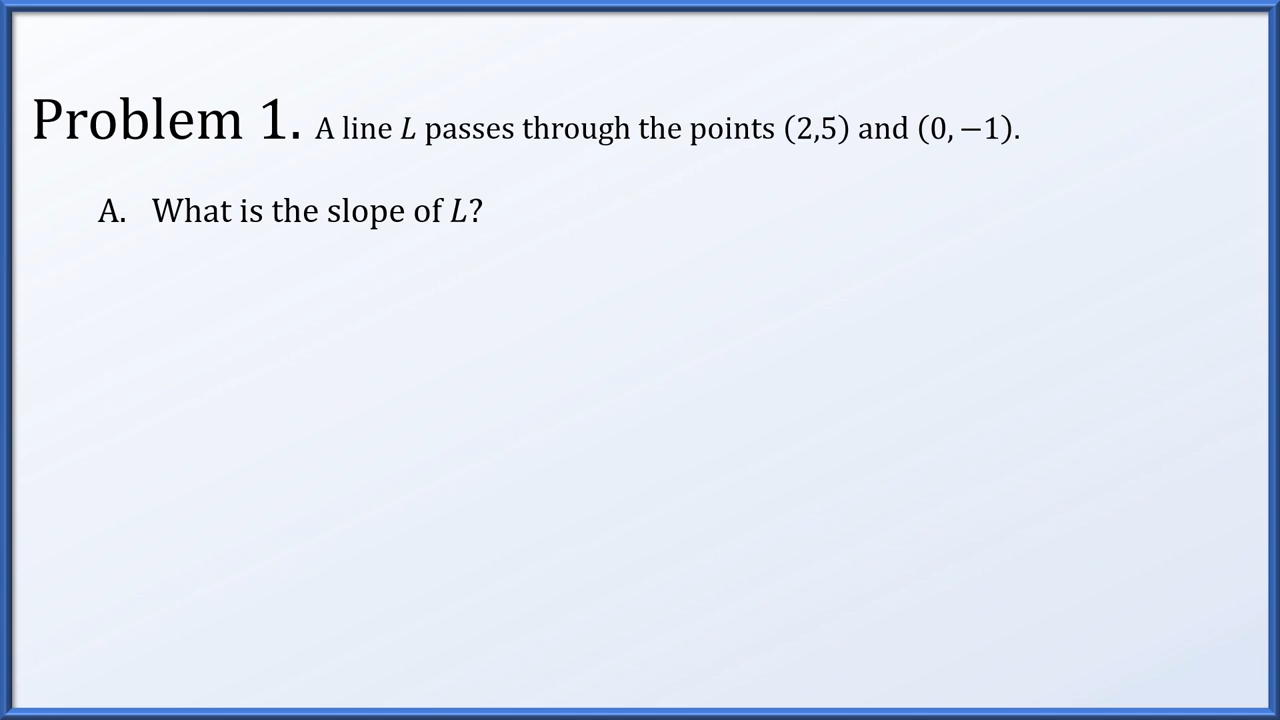 Problem 1. A line L passes through the points (2,5) and (0, −1).
A. What is the slope of L?